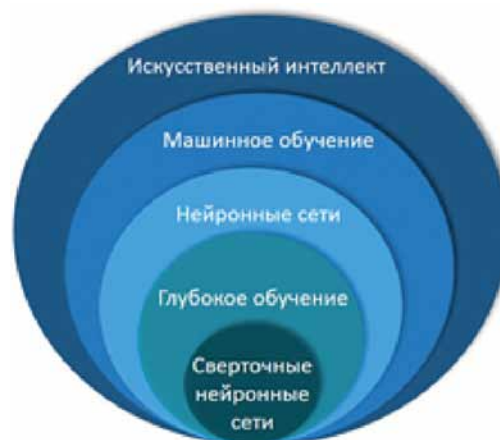 Искусственный интеллект
Машинное обучение
Нейронные сети
Глубокое обучение
Сверточные
нейронные
сети